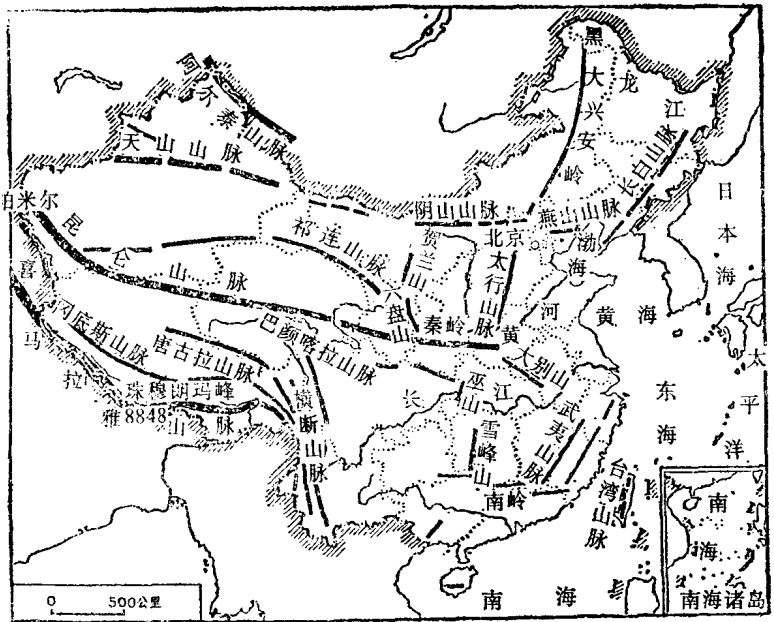 黑龙江
大兴安岭
阿尔泰山脉
天山山脉
长白山脉
帕米尔
昆仑山脉
祁连山脉
阴山山脉
贺兰山
北京
燕山山脉
渤海
日本海
太行山脉
六盘山
秦岭
黄河
黄海
喜马拉雅山脉
冈底斯山脉
唐古拉山脉
巴颜喀拉山脉
大别山
珠穆朗玛峰
8848
横断山脉
长江
巫山
雪峰山
武夷山脉
南岭
东海
太平洋
台湾山脉
南海
0 500公里
南海
南海诸岛